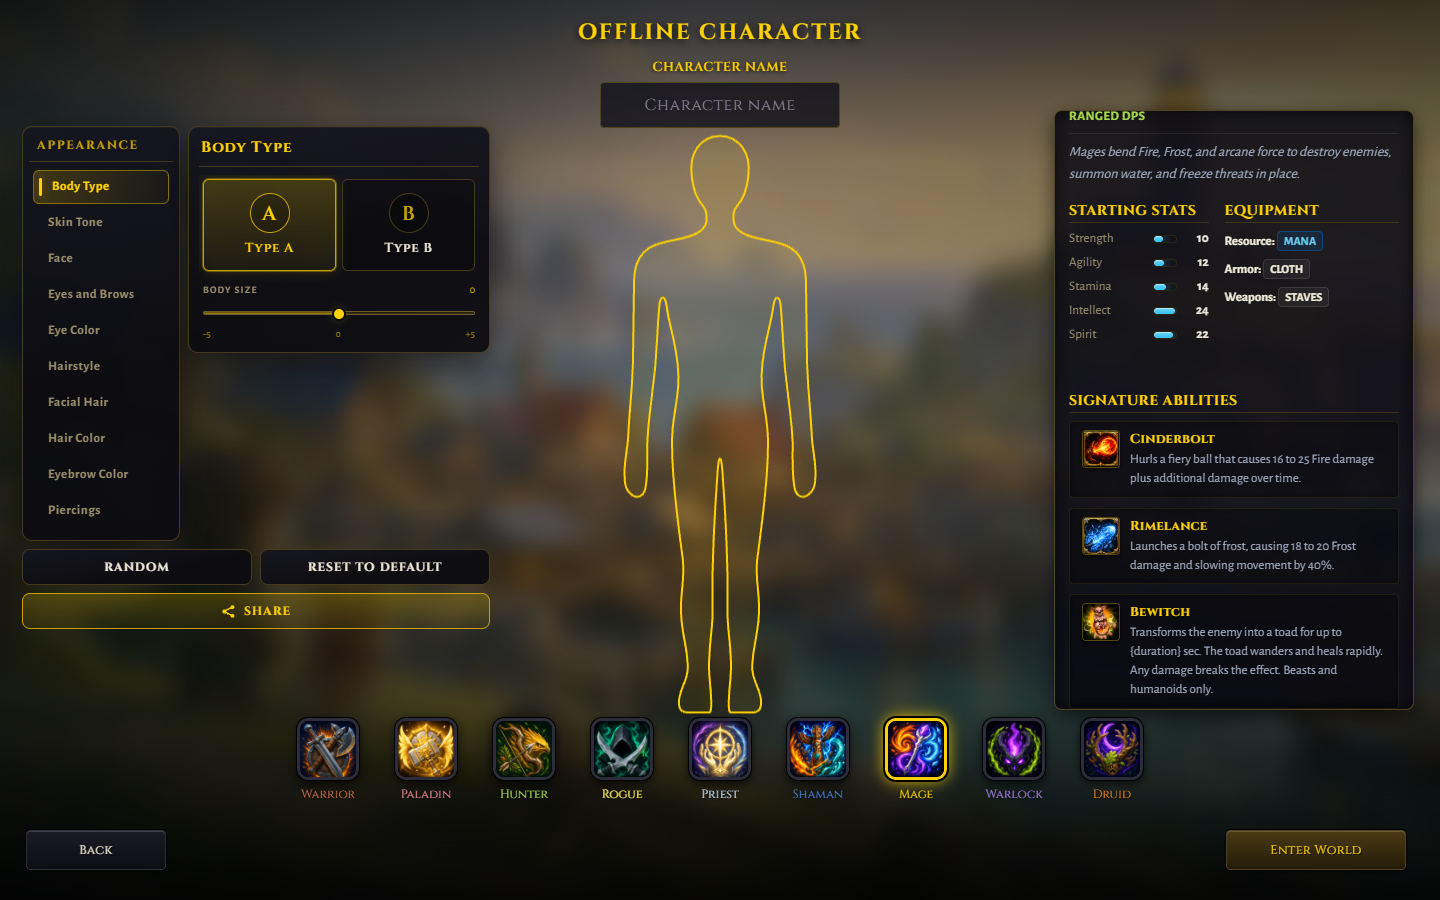 OFFLINE CHARACTER
CHARACTER NAME
Character name
APPEARANCE
Body Type
Skin Tone
Face
Eyes and Brows
Eye Color
Hairstyle
Facial Hair
Hair Color
Eyebrow Color
Piercings
Body Type
A
Type A
B
Type B
BODY SIZE
0
-5
0
+5
RANDOM
RESET TO DEFAULT
SHARE
RANGED DPS
Mages bend Fire, Frost, and arcane force to destroy enemies,
summon water, and freeze threats in place.
STARTING STATS
Strength 10
Agility 12
Stamina 14
Intellect 24
Spirit 22
EQUIPMENT
Resource: MANA
Armor: CLOTH
Weapons: STAVES
SIGNATURE ABILITIES
Cinderbolt
Hurls a fiery ball that causes 16 to 25 Fire damage
plus additional damage over time.
Rimelance
Launches a bolt of frost, causing 18 to 20 Frost
damage and slowing movement by 40%.
Bewitch
Transforms the enemy into a toad for up to
{duration} sec. The toad wanders and heals rapidly.
Any damage breaks the effect. Beasts and
humanoids only.
Warrior
Paladin
Hunter
Rogue
Priest
Shaman
Mage
Warlock
Druid
Back
Enter World